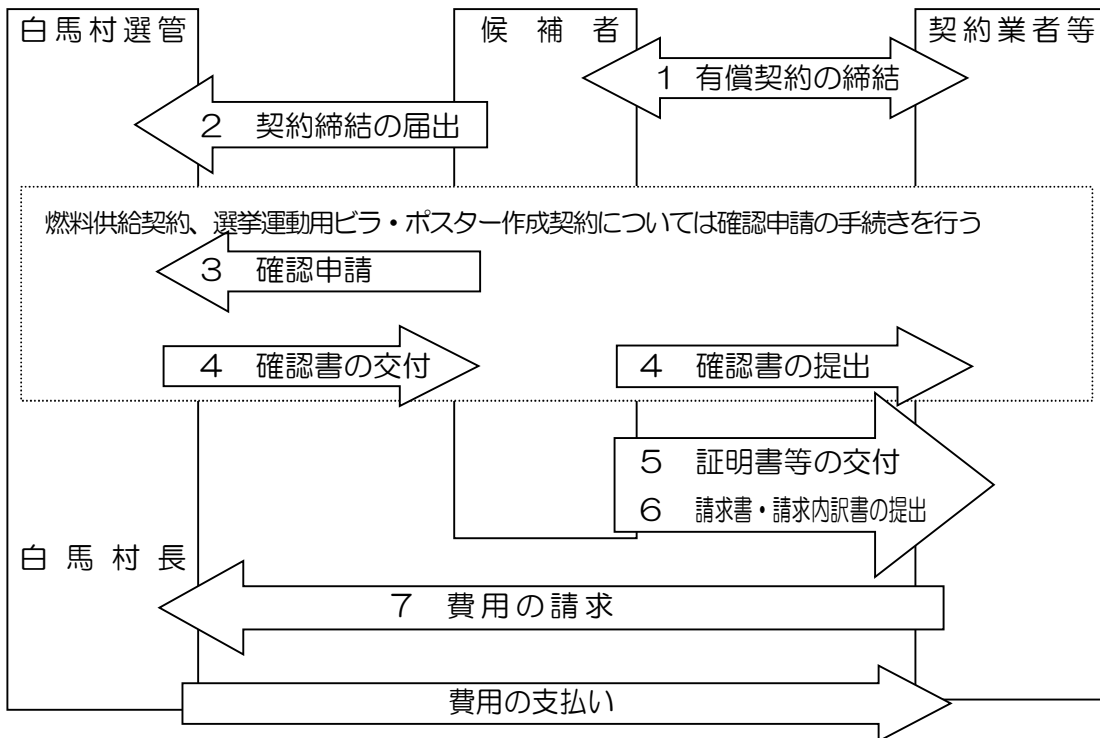 白馬村選管
候補者
契約業者等
1 有償契約の締結
2 契約締結の届出
燃料供給契約、選挙運動用ビラ・ポスター作成契約については確認申請の手続きを行う
3 確認申請
4 確認書の交付
4 確認書の提出
5 証明書等の交付
6 請求書・請求内訳書の提出
白馬村長
7 費用の請求
費用の支払い